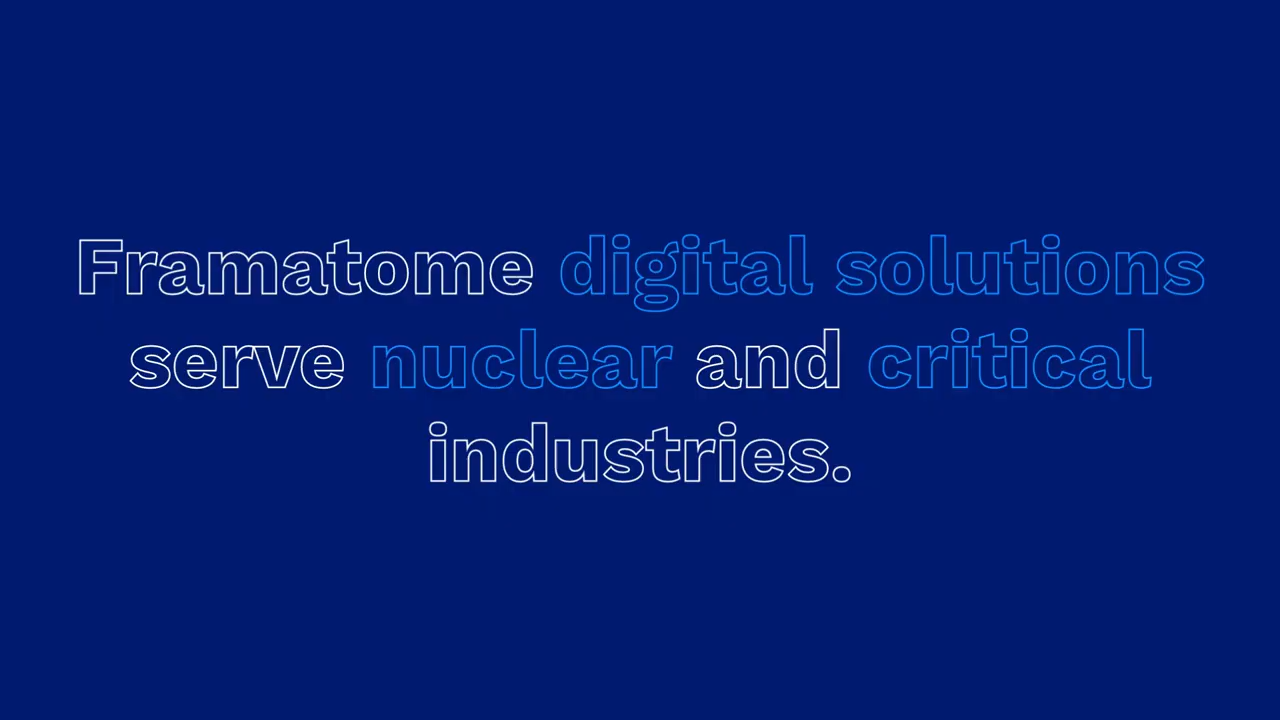 Framatome digital solutions
serve nuclear and critical
industries.